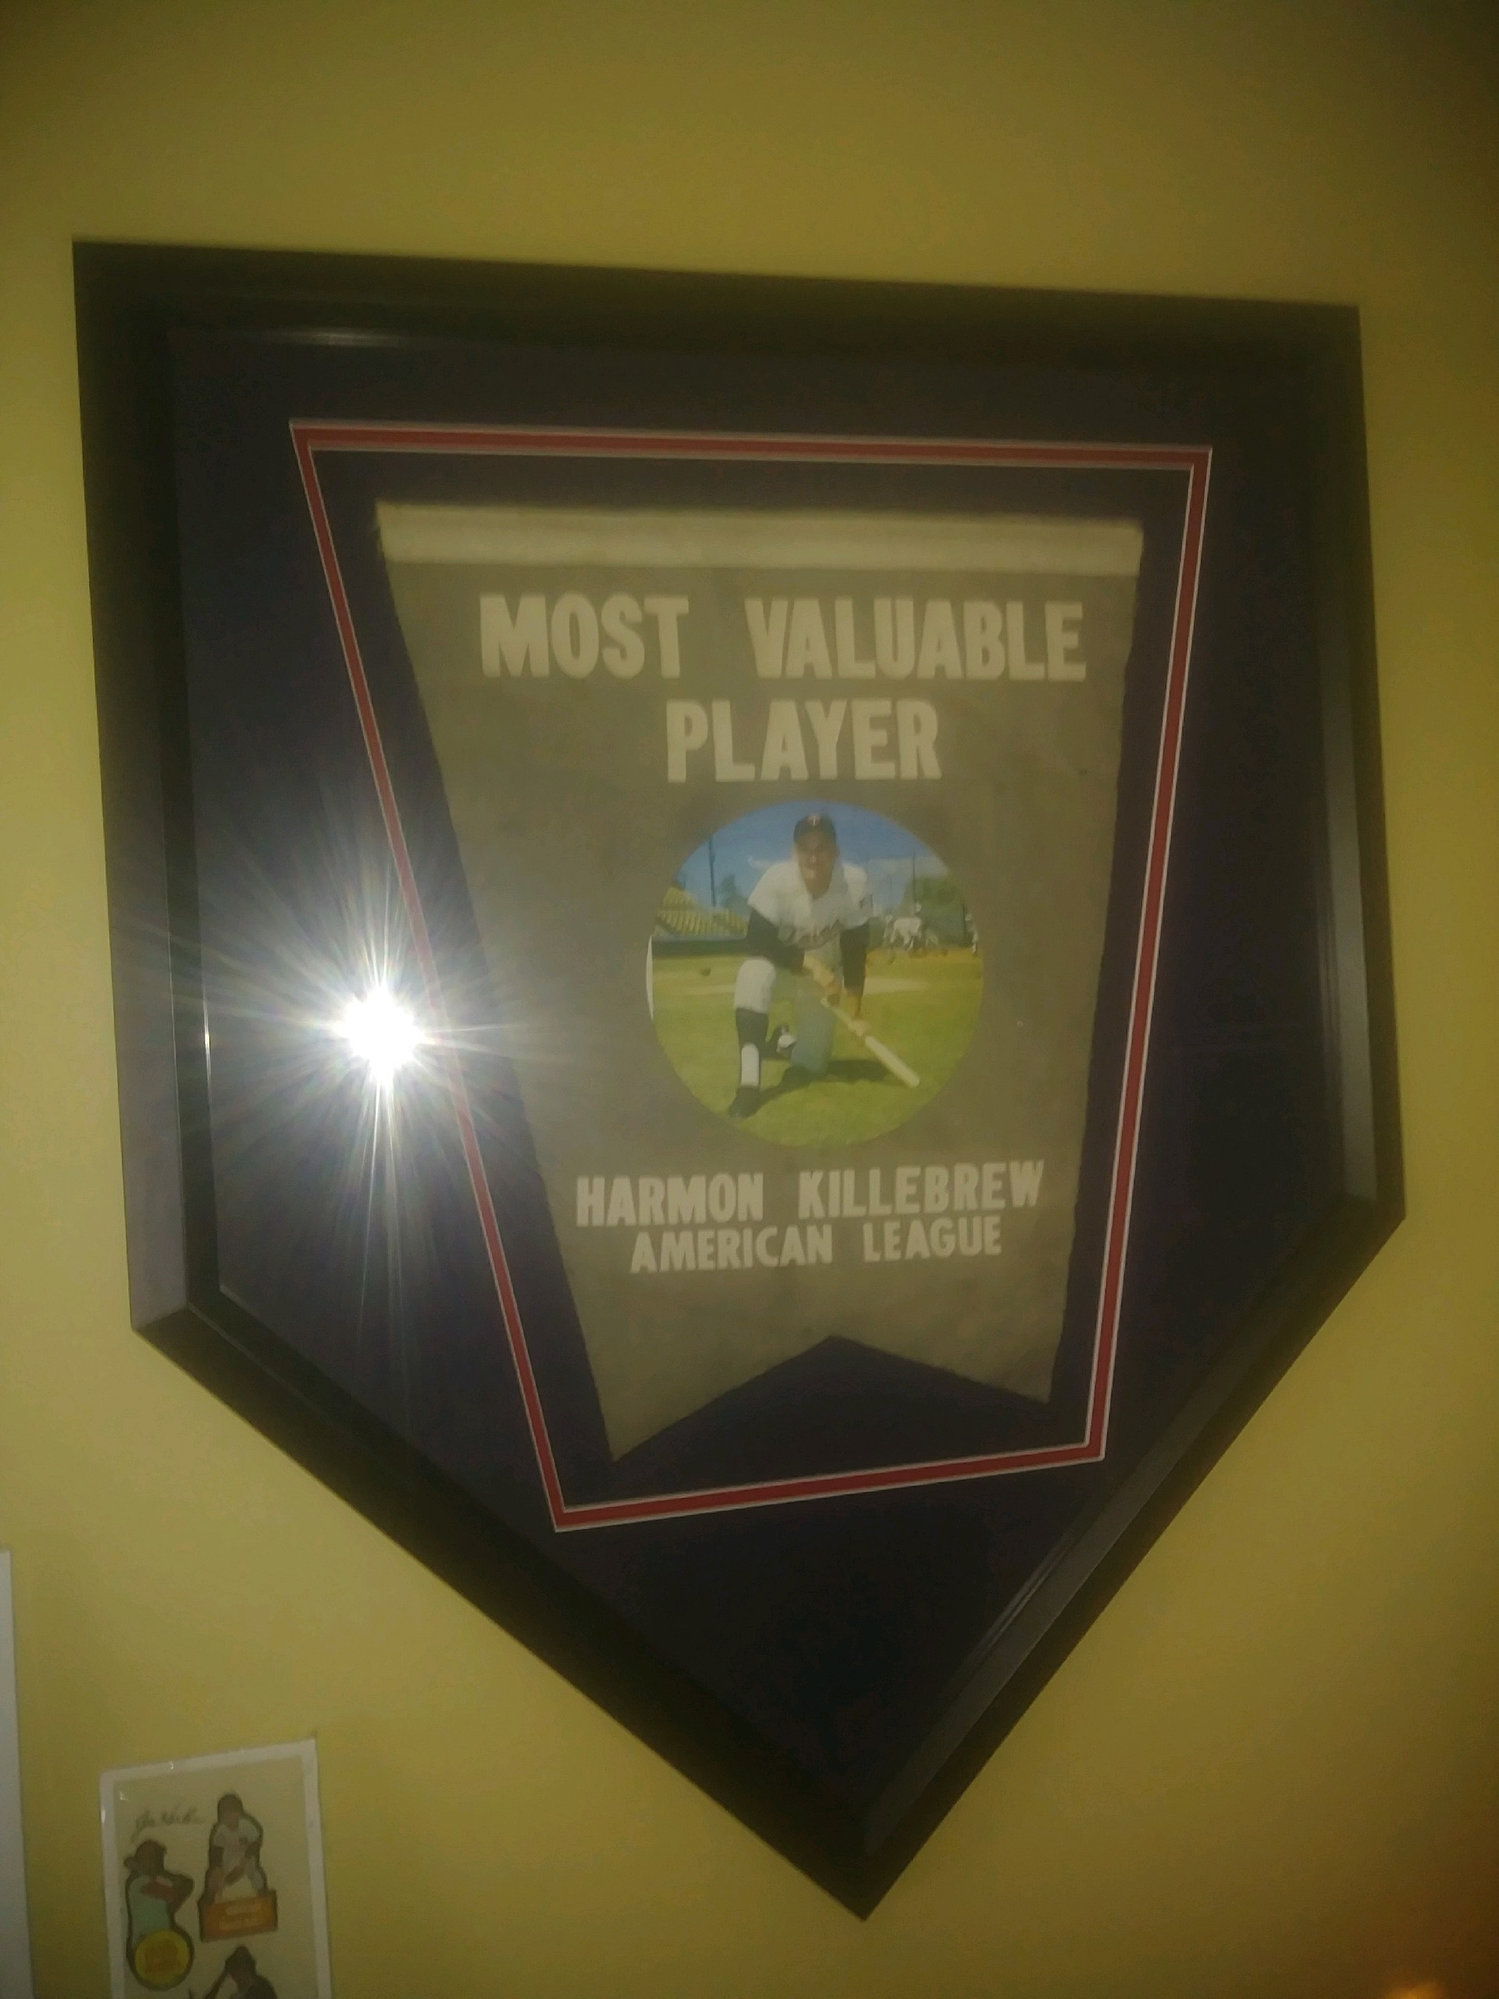 MOST VALUABLE
PLAYER
HARMON KILLEBREW
AMERICAN LEAGUE